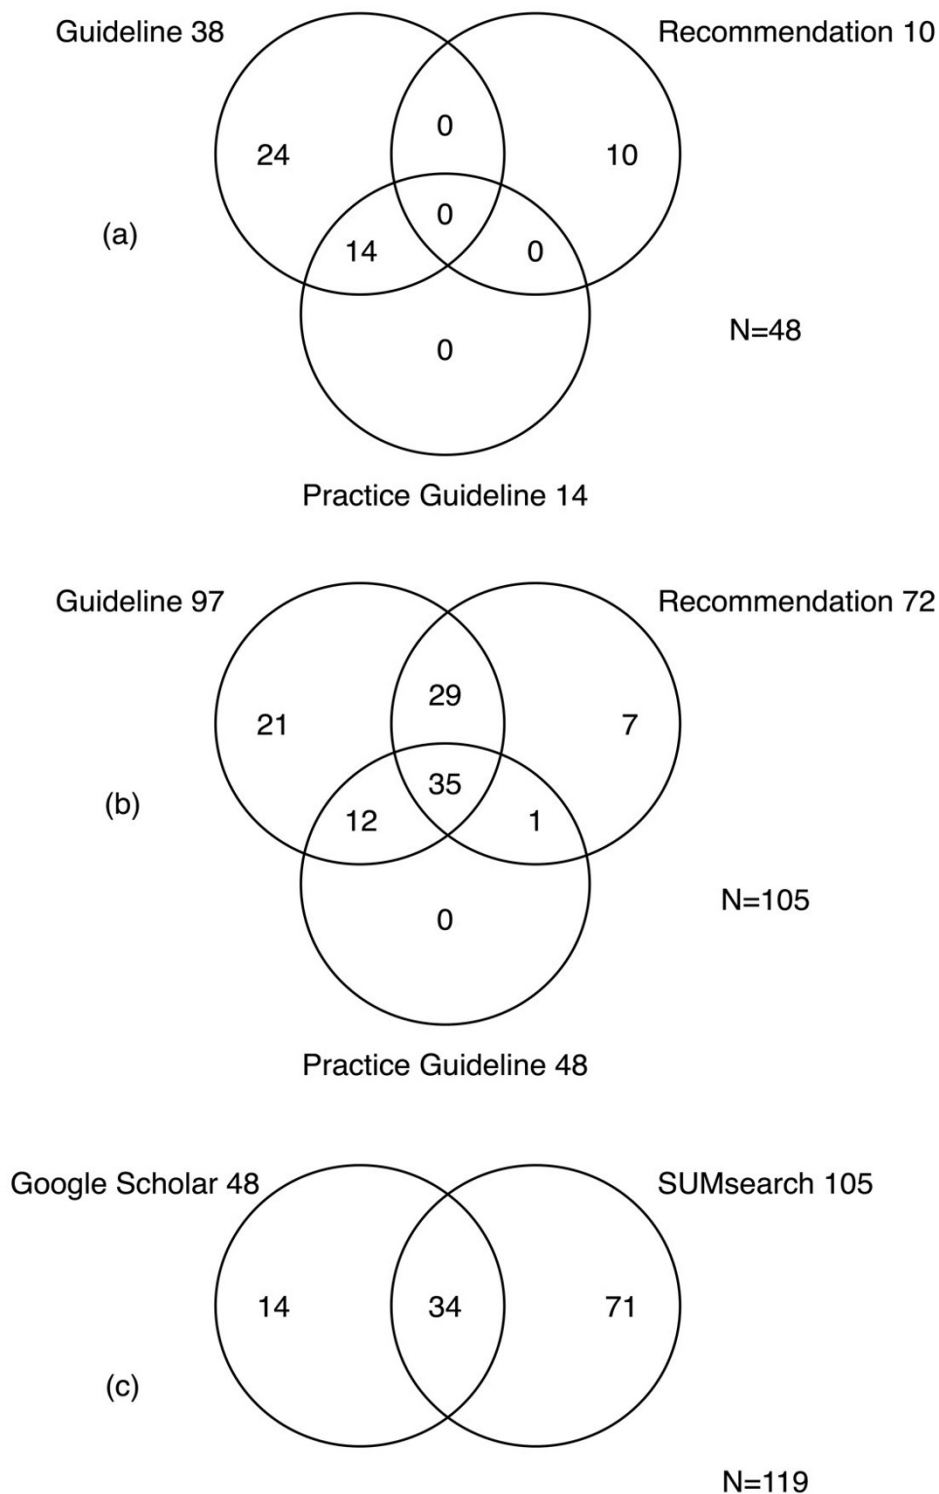 Guideline 38
Recommendation 10
0
24
10
0
(a)
14
0
N=48
0
Practice Guideline 14
Guideline 97
Recommendation 72
29
21
7
35
(b)
12
1
N=105
0
Practice Guideline 48
Google Scholar 48
SUMsearch 105
14
34
71
(c)
N=119